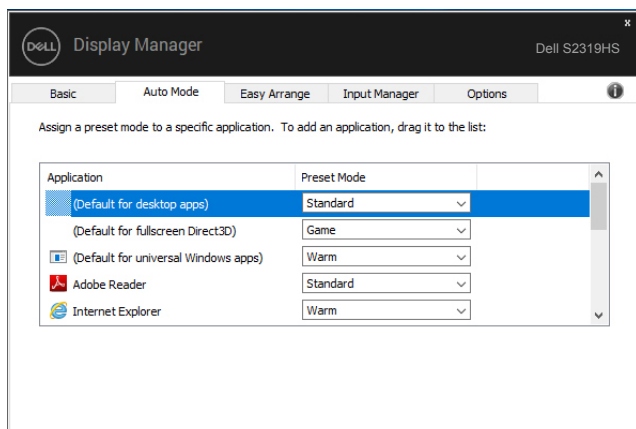 x
DELL Display Manager
Dell S2319HS
Basic Auto Mode Easy Arrange Input Manager Options i
Assign a preset mode to a specific application. To add an application, drag it to the list:
Application Preset Mode
(Default for desktop apps) Standard
(Default for fullscreen Direct3D) Game
(Default for universal Windows apps) Warm
Adobe Reader Standard
Internet Explorer Warm